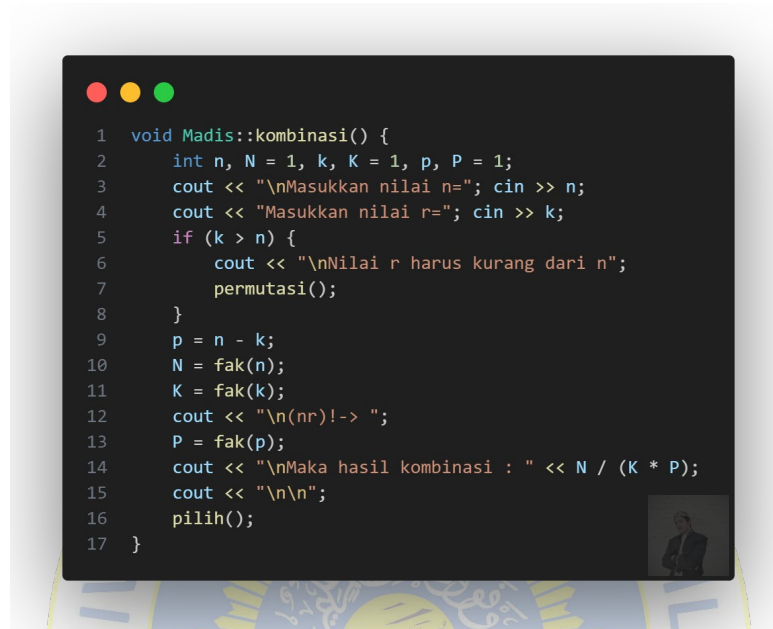 1 void Madis::kombinasi() {
2     int n, N = 1, k, K = 1, p, P = 1;
3     cout << "\nMasukkan nilai n="; cin >> n;
4     cout << "Masukkan nilai r="; cin >> k;
5     if (k > n) {
6         cout << "\nNilai r harus kurang dari n";
7         permutasi();
8     }
9     p = n - k;
10     N = fak(n);
11     K = fak(k);
12     cout << "\n(nr)!-> ";
13     P = fak(p);
14     cout << "\nMaka hasil kombinasi : " << N / (K * P);
15     cout << "\n\n";
16     pilih();
17 }